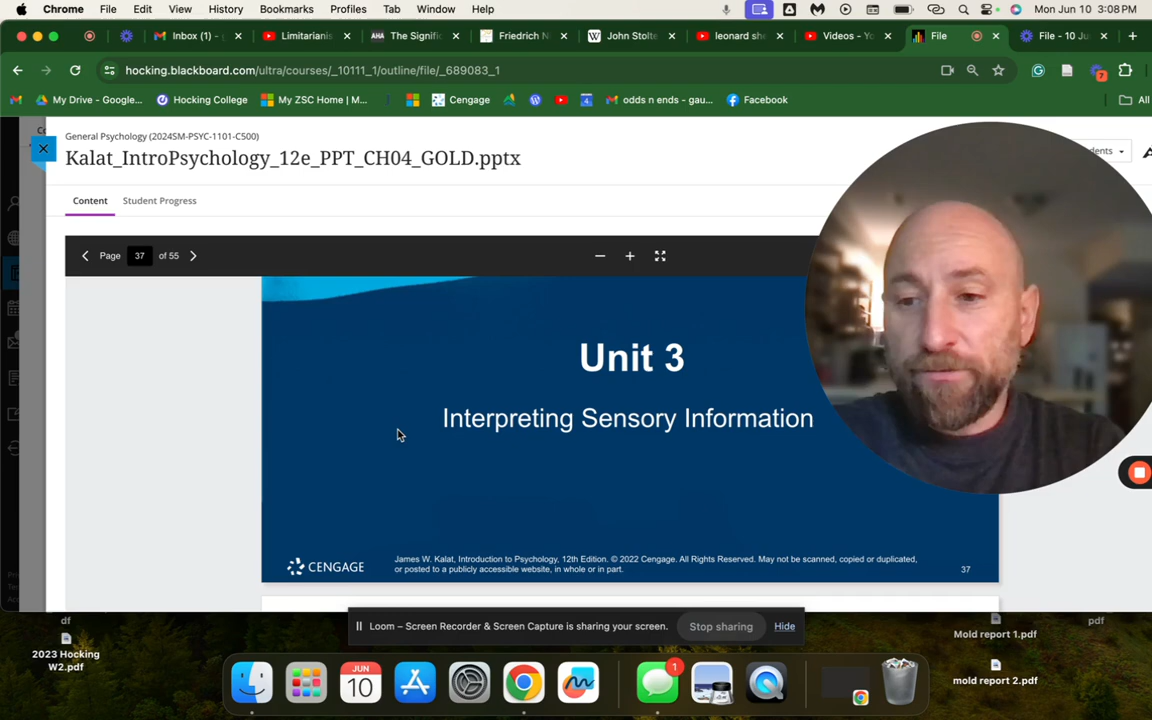 Chrome File Edit View History Bookmarks Profiles Tab Window Help Mon Jun 10 3:08 PM
Inbox (1) - Limitarianis The Signific Friedrich N John Stolte leonard she Videos - Yo File File - 10 Ju
hocking.blackboard.com/ultra/courses/_10111_1/outline/file/_689083_1
7
My Drive - Google... Hocking College My ZSC Home | M... Cengage odds n ends - gau... Facebook All
General Psychology (2024SM-PSYC-1101-C500)
Kalat_IntroPsychology_12e_PPT_CH04_GOLD.pptx
dents
Content Student Progress
Page 37 of 55
Unit 3
Interpreting Sensory Information
CENGAGE
James W. Kalat, Introduction to Psychology, 12th Edition. © 2022 Cengage. All Rights Reserved. May not be scanned, copied or duplicated,
or posted to a publicly accessible website, in whole or in part.
37
Loom – Screen Recorder & Screen Capture is sharing your screen. Stop sharing Hide
df
2023 Hocking
W2.pdf
Mold report 1.pdf
pdf
mold report 2.pdf
JUN
10
1